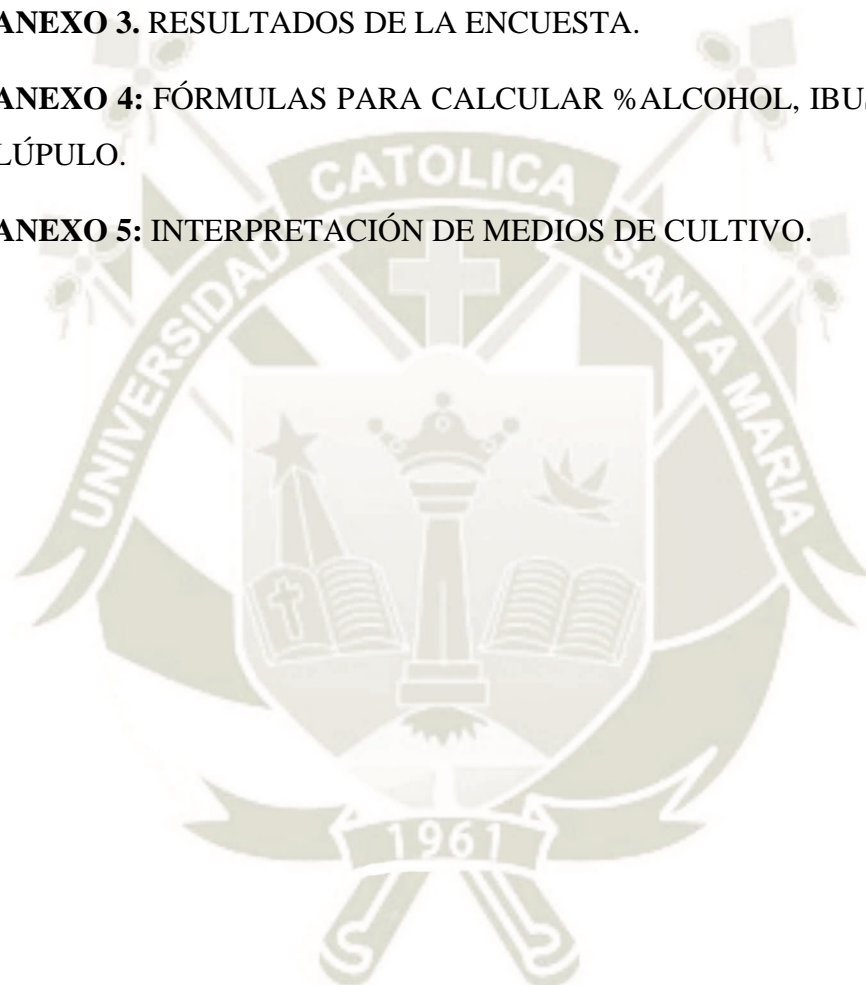 ANEXO 3. RESULTADOS DE LA ENCUESTA.
ANEXO 4: FÓRMULAS PARA CALCULAR %ALCOHOL, IBUS
LÚPULO.
ANEXO 5: INTERPRETACIÓN DE MEDIOS DE CULTIVO.
UNIVERSIDAD CATOLICA SANTA MARIA
1961